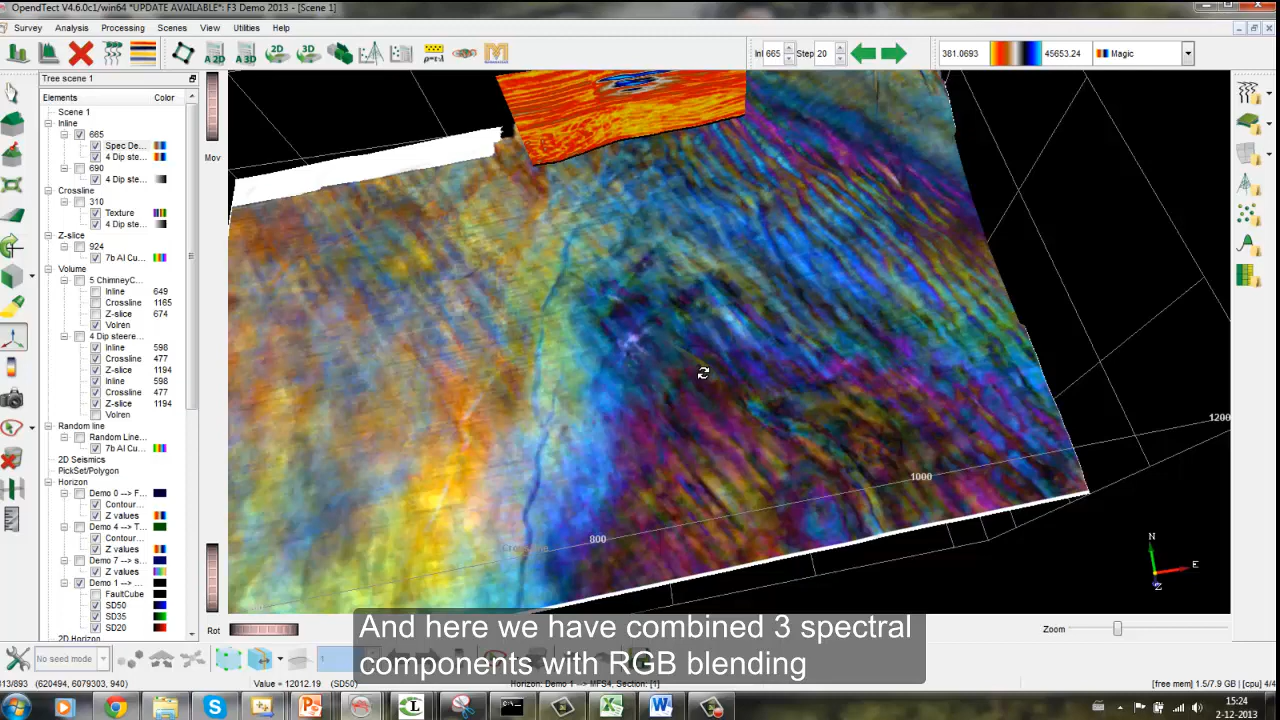 OpendTect V4.6.0c1/win64 *UPDATE AVAILABLE*: F3 Demo 2013 - [Scene 1]
Survey Analysis Processing Scenes View Utilities Help
2D 3D
A2D A3D
Inl 665 Step 20
381.0693 45653.24 Magic
Tree scene 1
Elements Color
Scene 1
Inline
665
Spec De...
4 Dip ste...
690
4 Dip ste...
Crossline
310
Texture
4 Dip ste...
Z-slice
924
7b AI Cu...
Volume
5 ChimneyC...
Inline 649
Crossline 1165
Z-slice 674
Volren
4 Dip steere...
Inline 598
Crossline 477
Z-slice 1194
Inline 598
Crossline 477
Z-slice 1194
Volren
Random line
Random Line...
7b AI Cu...
2D Seismics
PickSet/Polygon
Horizon
Demo 0 --> F...
Contour...
Z values
Demo 4 --> T...
Contour...
Z values
Demo 7 --> s...
Z values
Demo 1 --> ...
FaultCube
SD50
SD35
SD20
2D Horizon
Mov
Rot
1200
1000
800
Crossline
N
E
Z
Zoom
And here we have combined 3 spectral
components with RGB blending
No seed mode
1
313/893 (620494, 6079303, 940) Value = 12012.19 (SD50) Horizon: Demo 1 --> MFS4, Section: [1] [free mem] 1.5/7.9 GB | [cpu] 4/4
15:24
2-12-2013